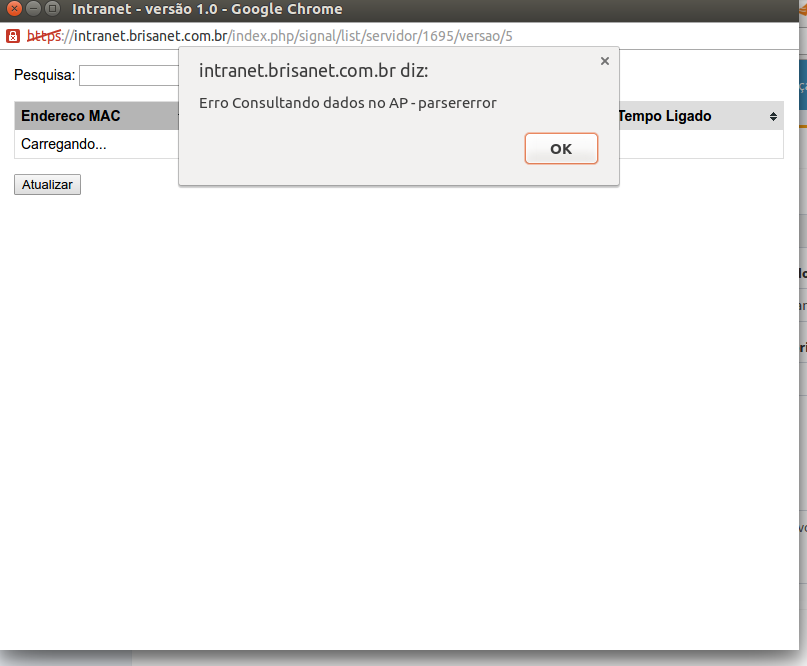 Intranet - versão 1.0 - Google Chrome
https://intranet.brisanet.com.br/index.php/signal/list/servidor/1695/versao/5
Pesquisa:
intranet.brisanet.com.br diz:
Erro Consultando dados no AP - parsererror
OK
Endereco MAC
Tempo Ligado
Carregando...
Atualizar